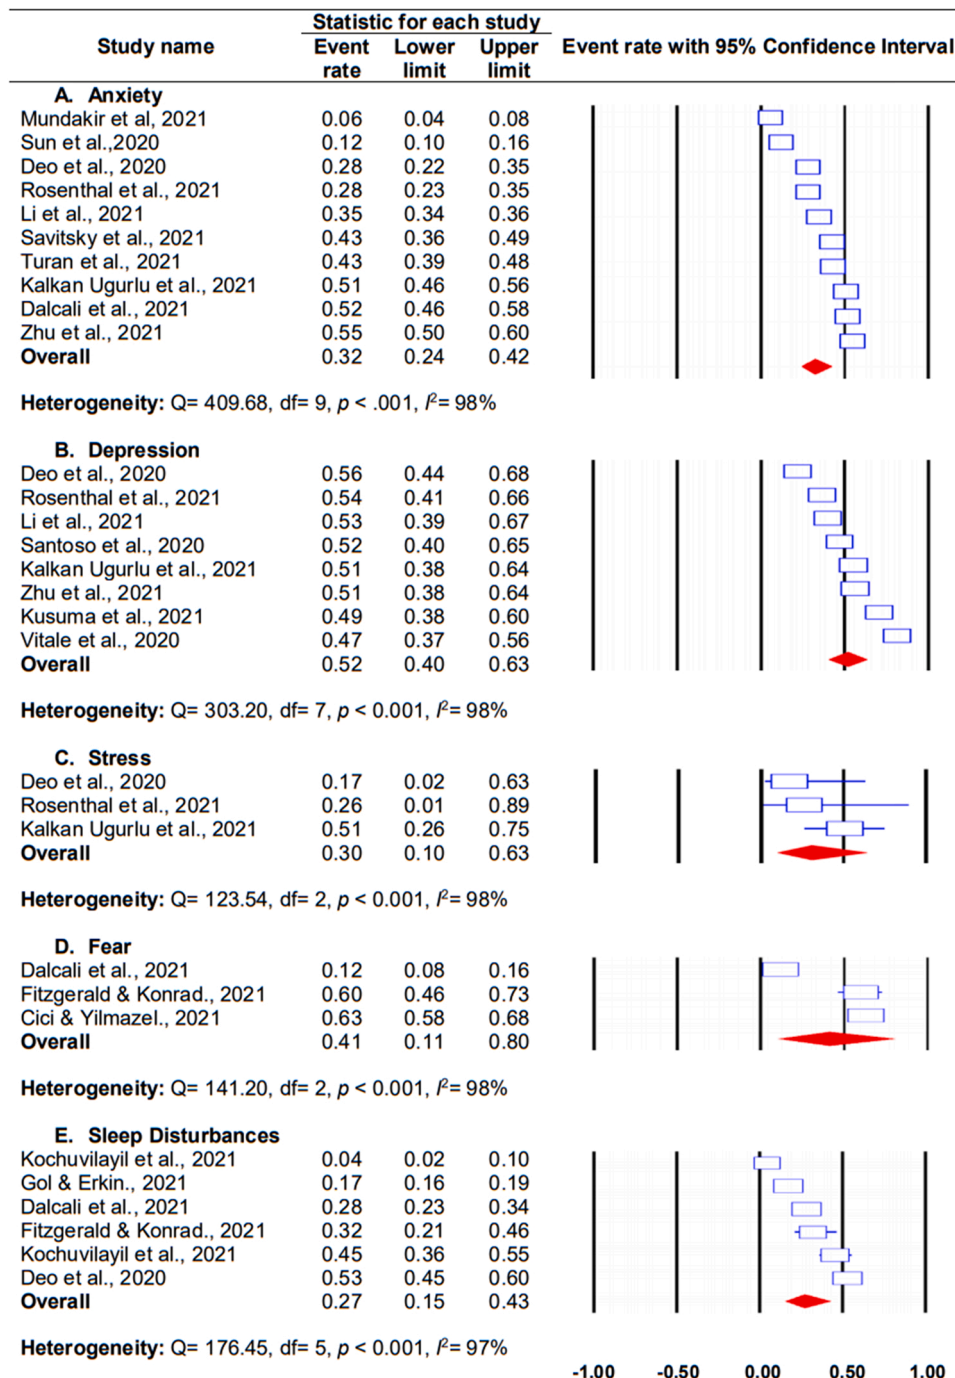 Statistic for each study
Study name Event rate Lower limit Upper limit Event rate with 95% Confidence Interval
A. Anxiety
Mundakir et al, 2021 0.06 0.04 0.08
Sun et al.,2020 0.12 0.10 0.16
Deo et al., 2020 0.28 0.22 0.35
Rosenthal et al., 2021 0.28 0.23 0.35
Li et al., 2021 0.35 0.34 0.36
Savitsky et al., 2021 0.43 0.36 0.49
Turan et al., 2021 0.43 0.39 0.48
Kalkan Ugurlu et al., 2021 0.51 0.46 0.56
Dalcali et al., 2021 0.52 0.46 0.58
Zhu et al., 2021 0.55 0.50 0.60
Overall 0.32 0.24 0.42
Heterogeneity: Q= 409.68, df= 9, p < .001, I²= 98%
B. Depression
Deo et al., 2020 0.56 0.44 0.68
Rosenthal et al., 2021 0.54 0.41 0.66
Li et al., 2021 0.53 0.39 0.67
Santoso et al., 2020 0.52 0.40 0.65
Kalkan Ugurlu et al., 2021 0.51 0.38 0.64
Zhu et al., 2021 0.51 0.38 0.64
Kusuma et al., 2021 0.49 0.38 0.60
Vitale et al., 2020 0.47 0.37 0.56
Overall 0.52 0.40 0.63
Heterogeneity: Q= 303.20, df= 7, p < 0.001, I²= 98%
C. Stress
Deo et al., 2020 0.17 0.02 0.63
Rosenthal et al., 2021 0.26 0.01 0.89
Kalkan Ugurlu et al., 2021 0.51 0.26 0.75
Overall 0.30 0.10 0.63
Heterogeneity: Q= 123.54, df= 2, p < 0.001, I²= 98%
D. Fear
Dalcali et al., 2021 0.12 0.08 0.16
Fitzgerald & Konrad., 2021 0.60 0.46 0.73
Cici & Yilmazel., 2021 0.63 0.58 0.68
Overall 0.41 0.11 0.80
Heterogeneity: Q= 141.20, df= 2, p < 0.001, I²= 98%
E. Sleep Disturbances
Kochuvilayil et al., 2021 0.04 0.02 0.10
Gol & Erkin., 2021 0.17 0.16 0.19
Dalcali et al., 2021 0.28 0.23 0.34
Fitzgerald & Konrad., 2021 0.32 0.21 0.46
Kochuvilayil et al., 2021 0.45 0.36 0.55
Deo et al., 2020 0.53 0.45 0.60
Overall 0.27 0.15 0.43
Heterogeneity: Q= 176.45, df= 5, p < 0.001, I²= 97%
-1.00 -0.50 0.00 0.50 1.00